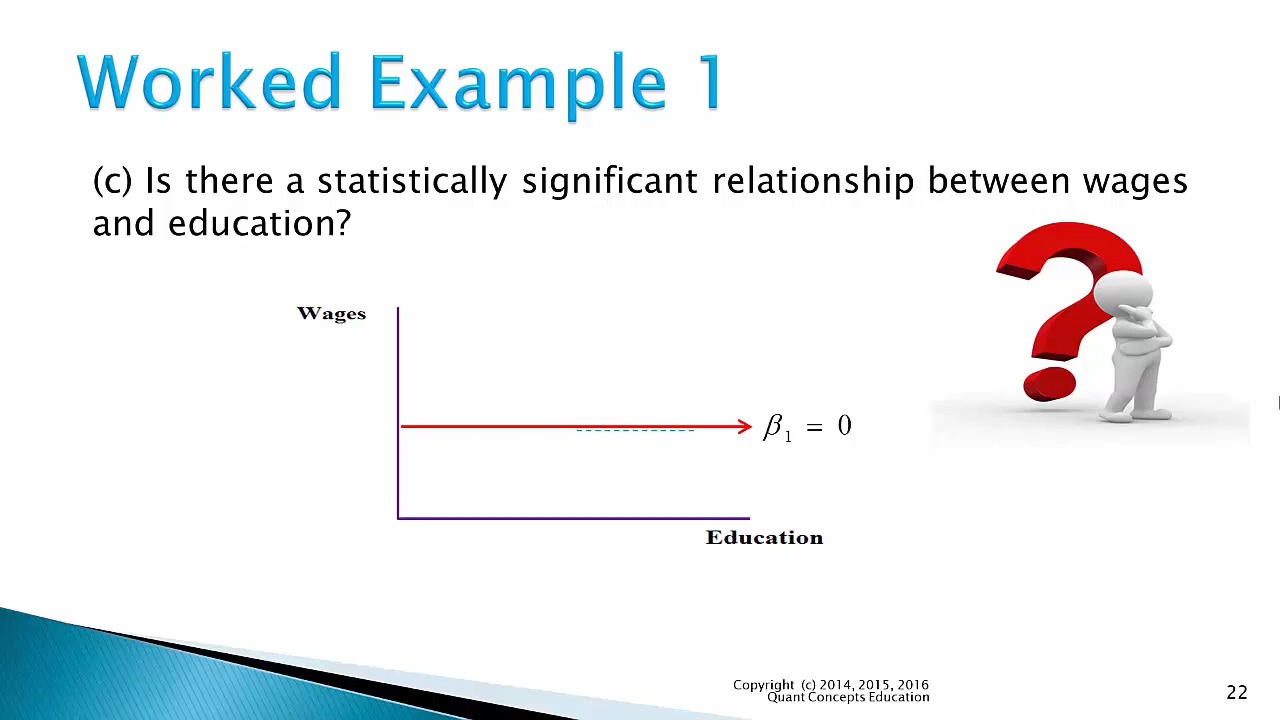 Worked Example 1
(c) Is there a statistically significant relationship between wages
and education?
Wages
β₁ = 0
Education
Copyright (c) 2014, 2015, 2016
Quant Concepts Education
22